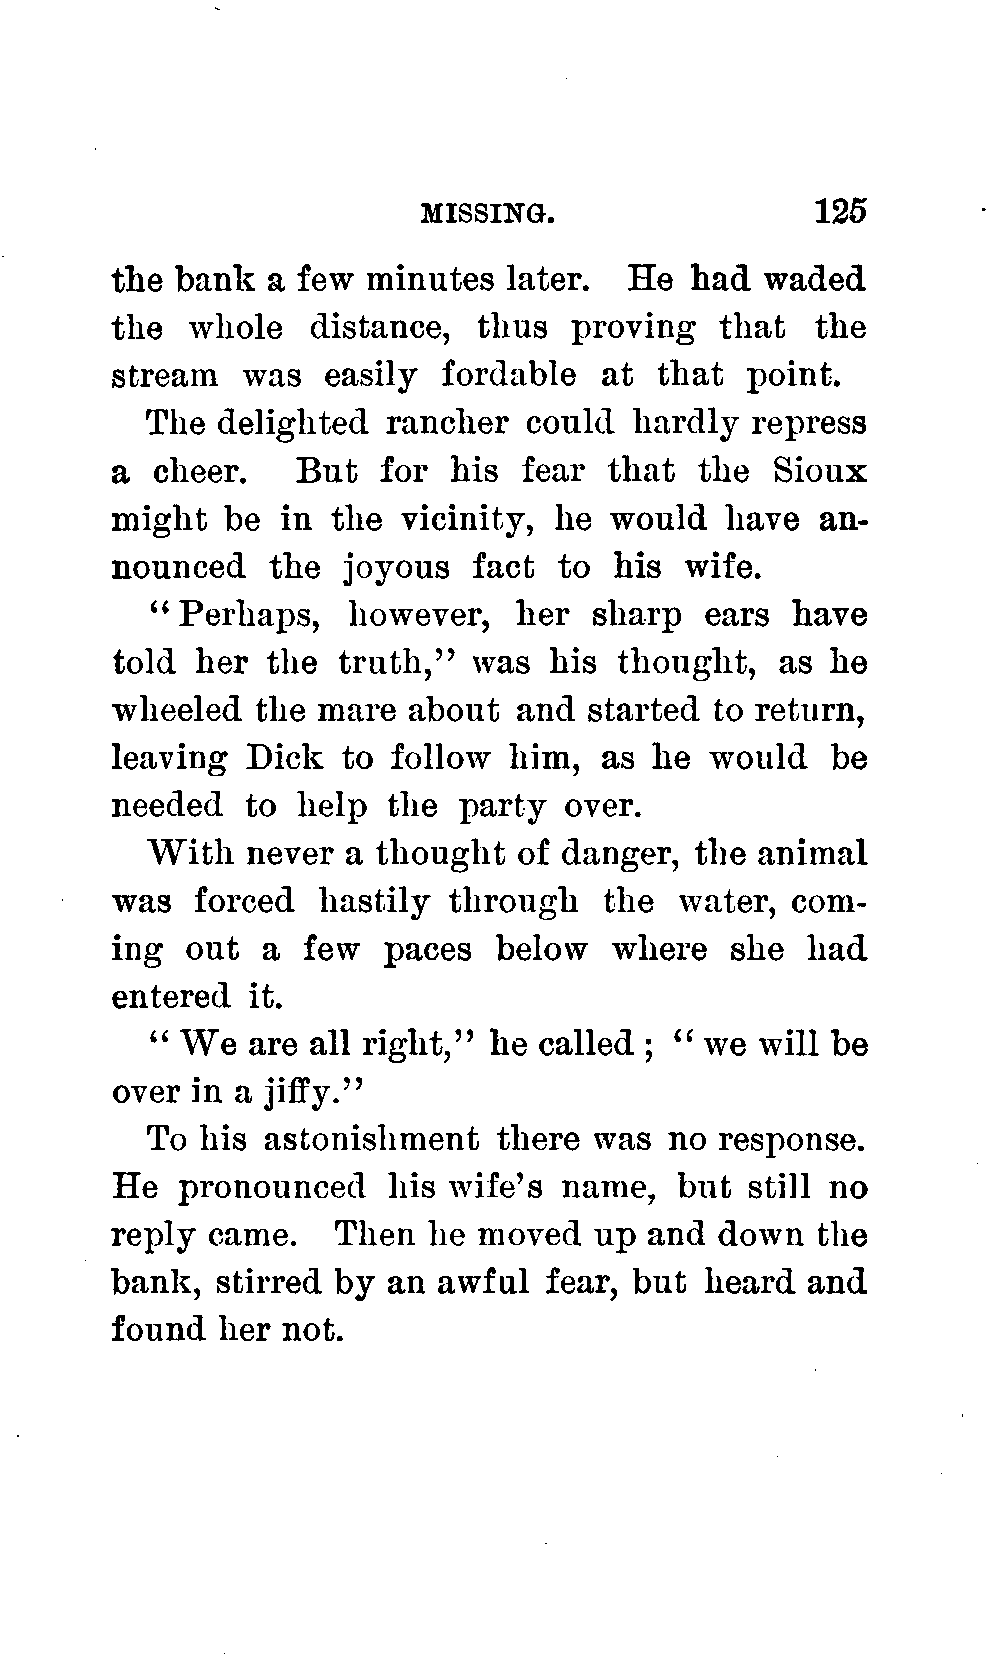 MISSING. 125
the bank a few minutes later. He had waded
the whole distance, thus proving that the
stream was easily fordable at that point.
The delighted rancher could hardly repress
a cheer. But for his fear that the Sioux
might be in the vicinity, he would have an-
nounced the joyous fact to his wife.
“Perhaps, however, her sharp ears have
told her the truth,” was his thought, as he
wheeled the mare about and started to return,
leaving Dick to follow him, as he would be
needed to help the party over.
With never a thought of danger, the animal
was forced hastily through the water, com-
ing out a few paces below where she had
entered it.
“We are all right,” he called; “we will be
over in a jiffy.”
To his astonishment there was no response.
He pronounced his wife’s name, but still no
reply came. Then he moved up and down the
bank, stirred by an awful fear, but heard and
found her not.